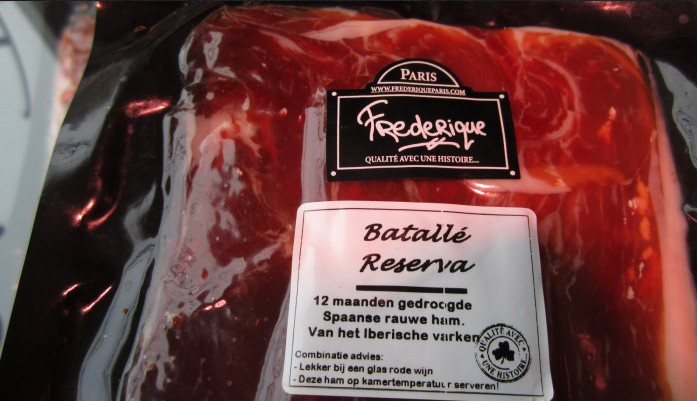 PARIS
WWW.FREDERIQUEPARIS.COM
Frederique
QUALITÉ AVEC UNE HISTOIRE...
Batallé
Reserva
12 maanden gedroogde
Spaanse rauwe ham.
Van het Iberische varken
Combinatie advies:
- Lekker bij een glas rode wijn
- Deze ham op kamertemperatuur serveren!
QUALITÉ AVEC
UNE HISTOIRE